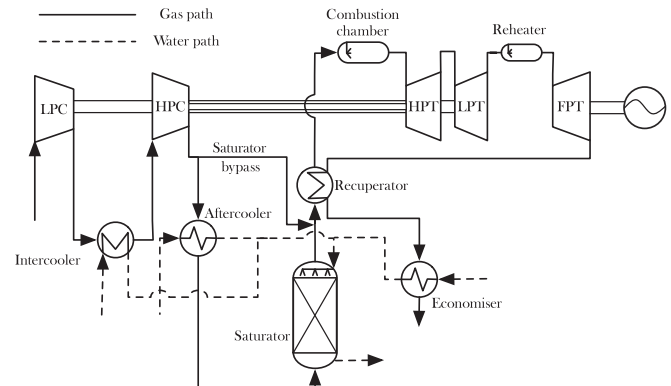 Gas path
Water path
Combustion
chamber
Reheater
LPC
HPC
HPT
LPT
FPT
Saturator
bypass
Recuperator
Aftercooler
Intercooler
Economiser
Saturator